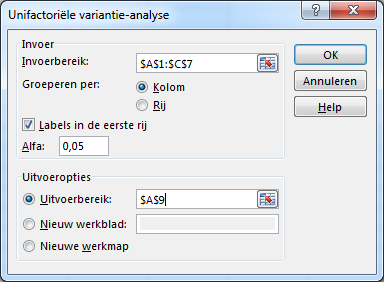 Unifactoriële variantie-analyse
Invoer
Invoerbereik: $A$1:$C$7
Groeperen per: Kolom
Rij
Labels in de eerste rij
Alfa: 0,05
Uitvoeropties
Uitvoerbereik: $A$9
Nieuw werkblad:
Nieuwe werkmap
OK
Annuleren
Help